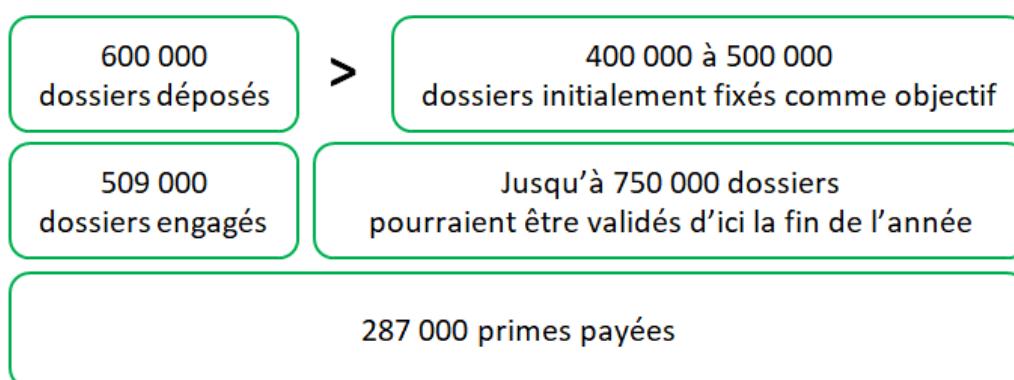 600 000
dossiers déposés
>
400 000 à 500 000
dossiers initialement fixés comme objectif
509 000
dossiers engagés
Jusqu’à 750 000 dossiers
pourraient être validés d’ici la fin de l’année
287 000 primes payées